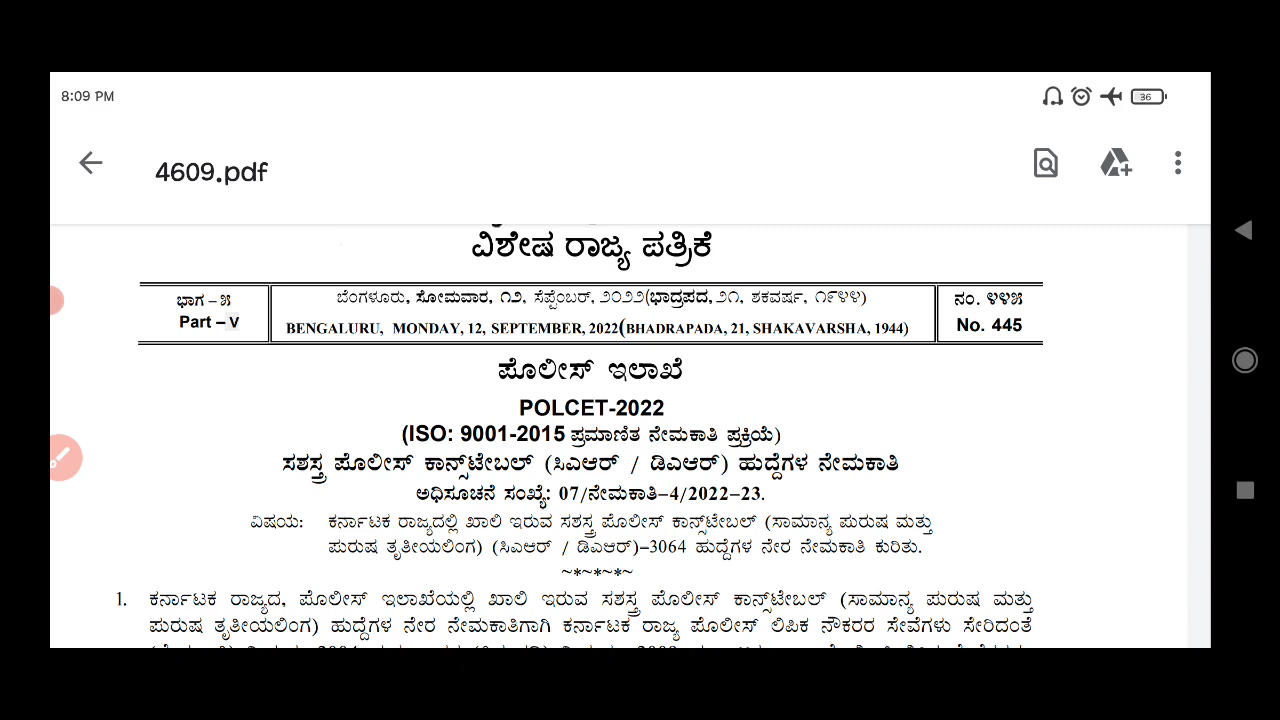 8:09 PM
36
4609.pdf
ವಿಶೇಷ ರಾಜ್ಯ ಪತ್ರಿಕೆ
ಭಾಗ – ೫
Part – V
ಬೆಂಗಳೂರು, ಸೋಮವಾರ, ೧೨, ಸೆಪ್ಟೆಂಬರ್, ೨೦೨೨(ಭಾದ್ರಪದ, ೨೧, ಶಕವರ್ಷ, ೧೯೪೪)
BENGALURU, MONDAY, 12, SEPTEMBER, 2022(BHADRAPADA, 21, SHAKAVARSHA, 1944)
ನಂ. ೪೪೫
No. 445
ಪೊಲೀಸ್ ಇಲಾಖೆ
POLCET-2022
(ISO: 9001-2015 ಪ್ರಮಾಣಿತ ನೇಮಕಾತಿ ಪ್ರಕ್ರಿಯೆ)
ಸಶಸ್ತ್ರ ಪೊಲೀಸ್ ಕಾನ್ಸ್‌ಟೇಬಲ್ (ಸಿಎಆರ್ / ಡಿಎಆರ್) ಹುದ್ದೆಗಳ ನೇಮಕಾತಿ
ಅಧಿಸೂಚನೆ ಸಂಖ್ಯೆ: 07/ನೇಮಕಾತಿ–4/2022–23.
ವಿಷಯ: ಕರ್ನಾಟಕ ರಾಜ್ಯದಲ್ಲಿ ಖಾಲಿ ಇರುವ ಸಶಸ್ತ್ರ ಪೊಲೀಸ್ ಕಾನ್ಸ್‌ಟೇಬಲ್ (ಸಾಮಾನ್ಯ ಪುರುಷ ಮತ್ತು
ಪುರುಷ ತೃತೀಯಲಿಂಗ) (ಸಿಎಆರ್ / ಡಿಎಆರ್)–3064 ಹುದ್ದೆಗಳ ನೇರ ನೇಮಕಾತಿ ಕುರಿತು.
~*~*~*~
1. ಕರ್ನಾಟಕ ರಾಜ್ಯದ, ಪೊಲೀಸ್ ಇಲಾಖೆಯಲ್ಲಿ ಖಾಲಿ ಇರುವ ಸಶಸ್ತ್ರ ಪೊಲೀಸ್ ಕಾನ್ಸ್‌ಟೇಬಲ್ (ಸಾಮಾನ್ಯ ಪುರುಷ ಮತ್ತು
ಪುರುಷ ತೃತೀಯಲಿಂಗ) ಹುದ್ದೆಗಳ ನೇರ ನೇಮಕಾತಿಗಾಗಿ ಕರ್ನಾಟಕ ರಾಜ್ಯ ಪೊಲೀಸ್ ಲಿಪಿಕ ನೌಕರರ ಸೇವೆಗಳು ಸೇರಿದಂತೆ